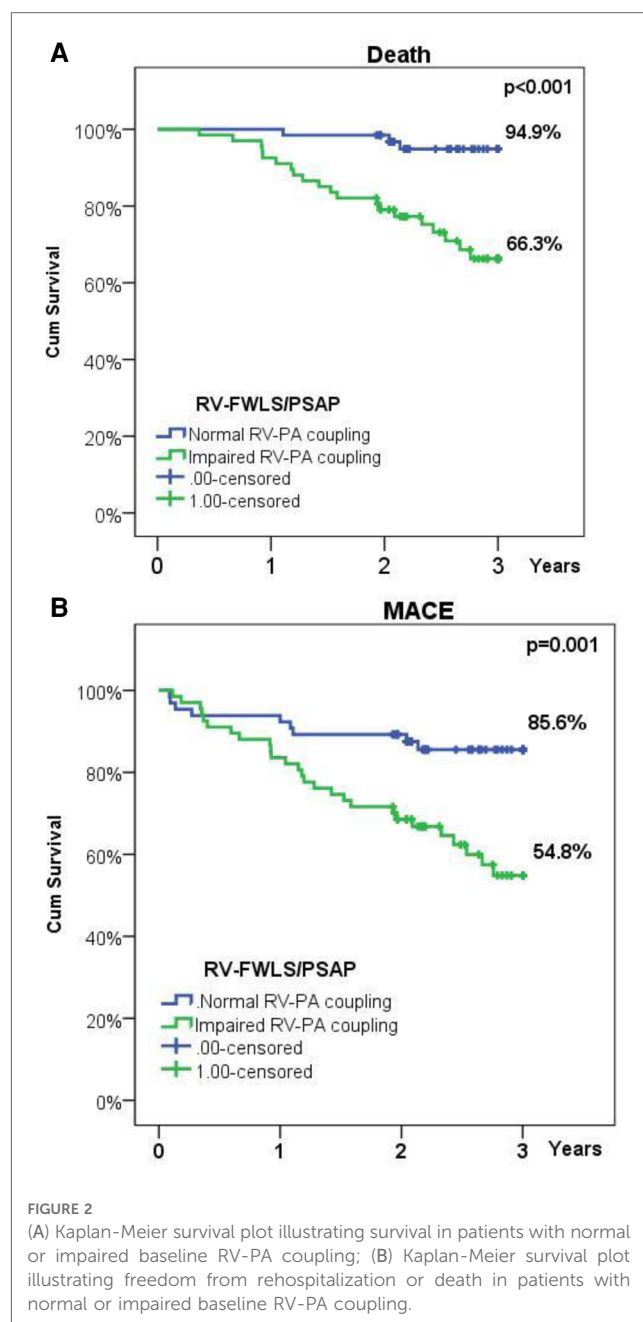 A
Death
p<0.001
100%
94.9%
80%
66.3%
60%
Cum Survival
40%
RV-FWLS/PSAP
20%
Normal RV-PA coupling
Impaired RV-PA coupling
.00-censored
1.00-censored
0%
0 1 2 3 Years
B
MACE
p=0.001
100%
85.6%
80%
60%
54.8%
Cum Survival
40%
RV-FWLS/PSAP
.Normal RV-PA coupling
20%
Impaired RV-PA coupling
.00-censored
1.00-censored
0%
0 1 2 3 Years
FIGURE 2
(A) Kaplan-Meier survival plot illustrating survival in patients with normal
or impaired baseline RV-PA coupling; (B) Kaplan-Meier survival plot
illustrating freedom from rehospitalization or death in patients with
normal or impaired baseline RV-PA coupling.